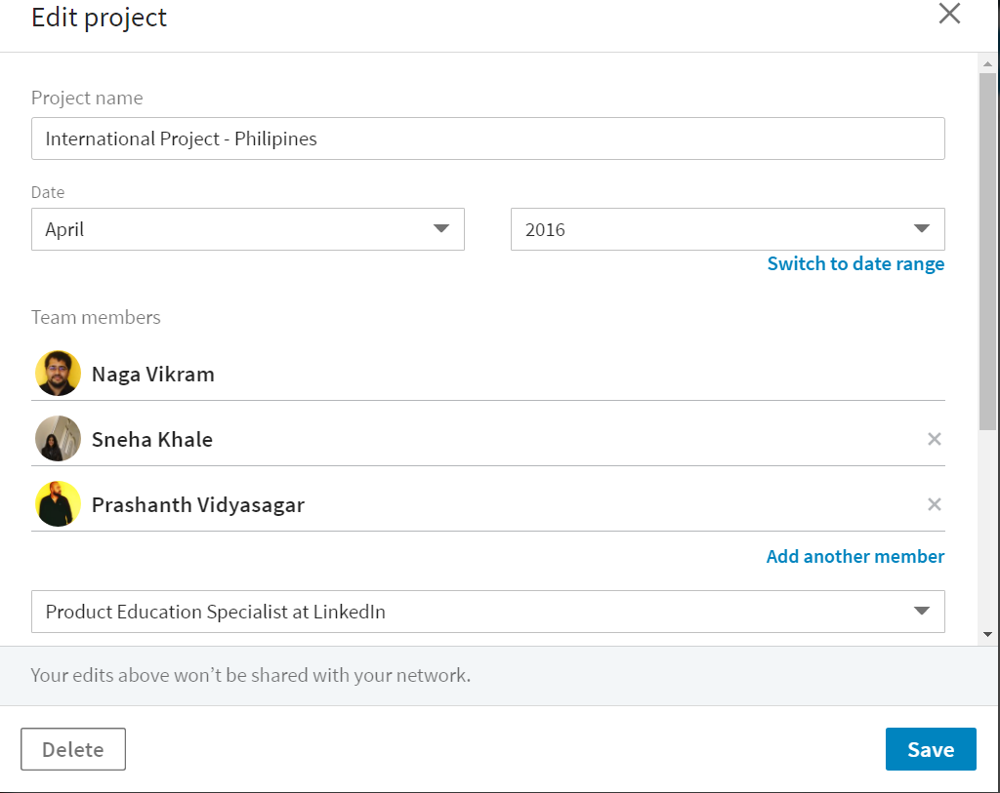 Edit project
Project name
International Project - Philipines
Date
April
2016
Switch to date range
Team members
Naga Vikram
Sneha Khale
Prashanth Vidyasagar
Add another member
Product Education Specialist at LinkedIn
Your edits above won’t be shared with your network.
Delete
Save